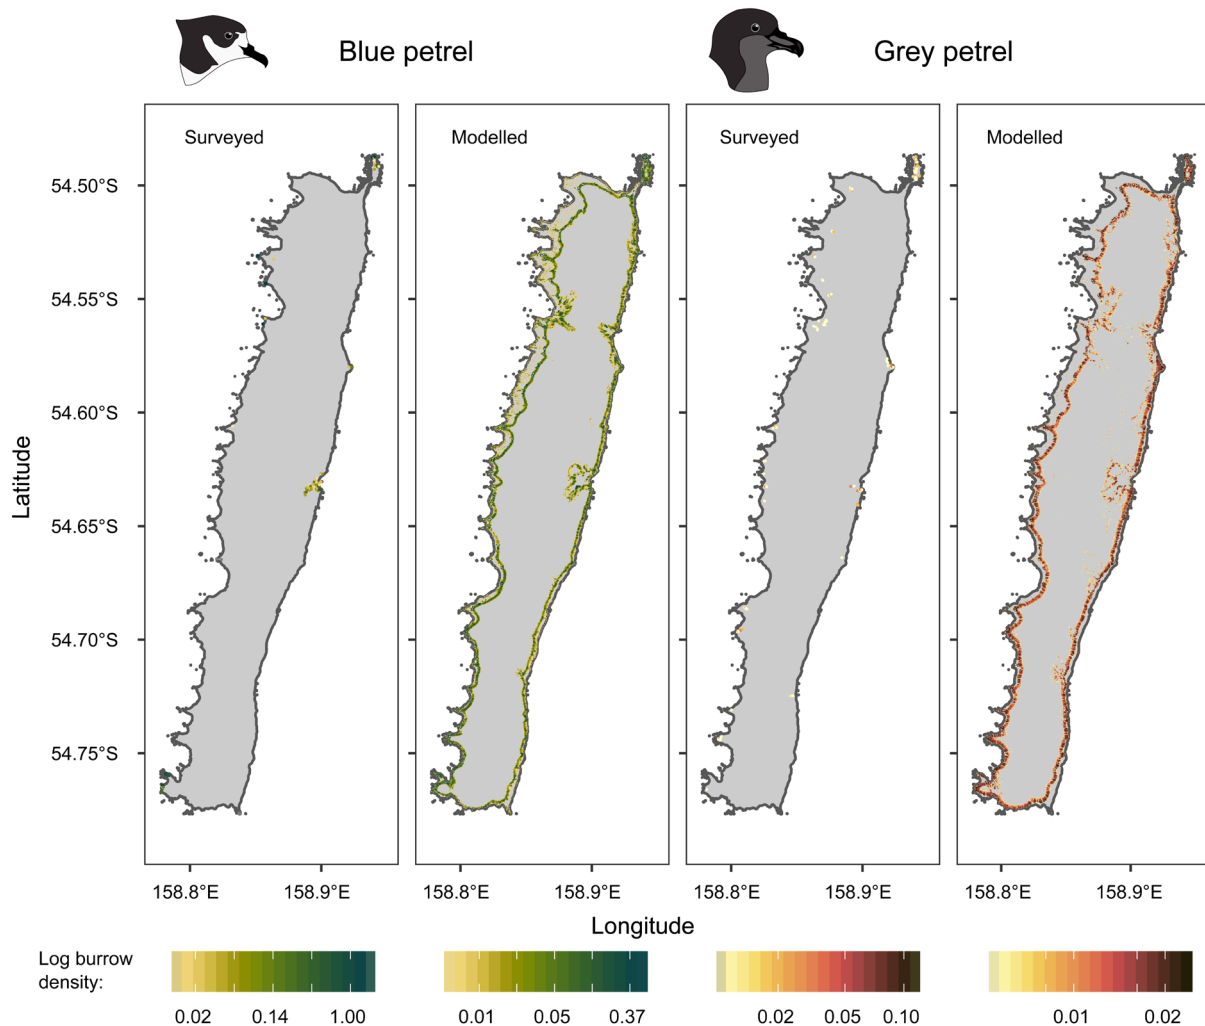 Blue petrel
Grey petrel
Surveyed
Modelled
Surveyed
Modelled
54.50°S
54.55°S
54.60°S
54.65°S
54.70°S
54.75°S
Latitude
158.8°E 158.9°E 158.8°E 158.9°E 158.8°E 158.9°E 158.8°E 158.9°E
Longitude
Log burrow
density:
0.02 0.14 1.00
0.01 0.05 0.37
0.02 0.05 0.10
0.01 0.02